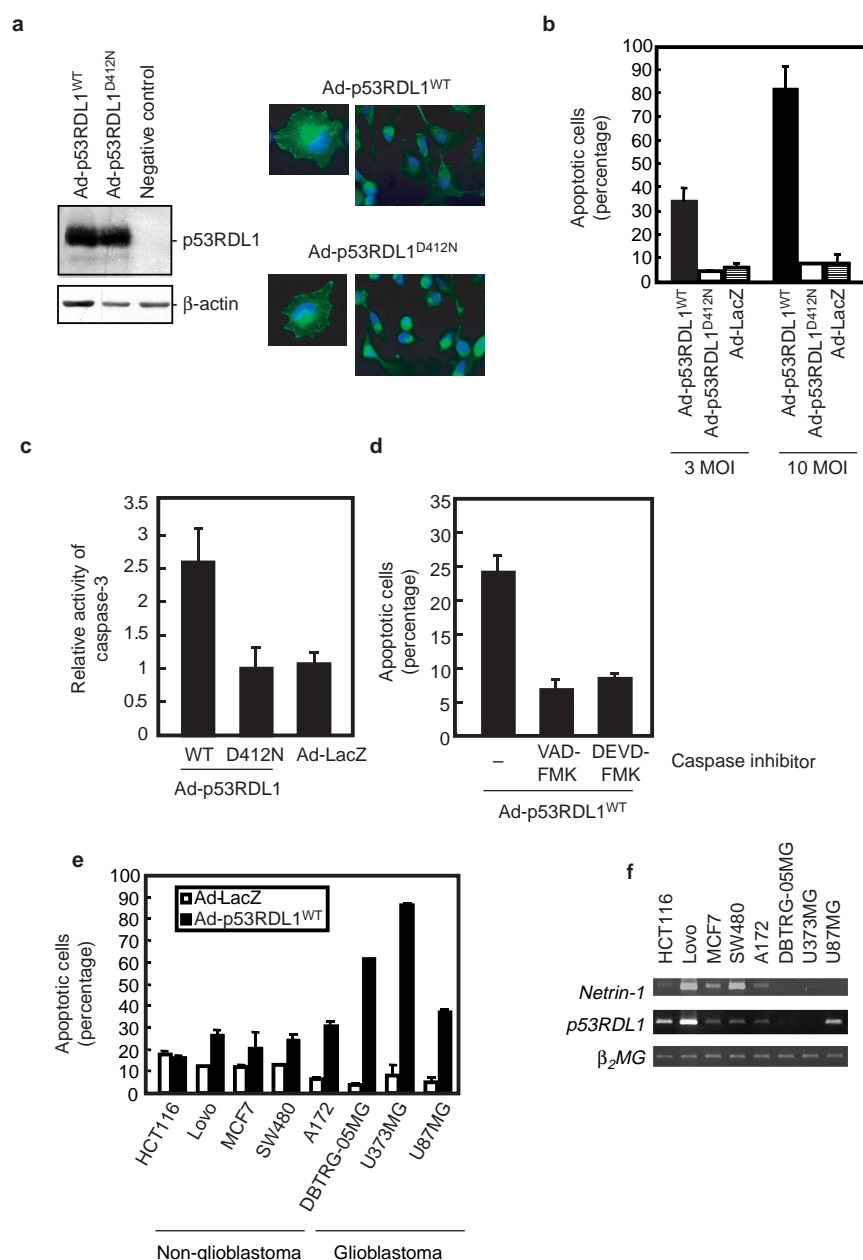 a
Ad-p53RDL1WT
Ad-p53RDL1D412N
Negative control
p53RDL1
β-actin
Ad-p53RDL1WT
Ad-p53RDL1D412N
b
Apoptotic cells
(percentage)
100
90
80
70
60
50
40
30
20
10
0
Ad-p53RDL1WT
Ad-p53RDL1D412N
Ad-LacZ
Ad-p53RDL1WT
Ad-p53RDL1D412N
Ad-LacZ
3 MOI
10 MOI
c
Relative activity of
caspase-3
3.5
3
2.5
2
1.5
1
0.5
0
WT
D412N
Ad-LacZ
Ad-p53RDL1
d
Apoptotic cells
(percentage)
35
30
25
20
15
10
5
0
–
VAD-
FMK
DEVD-
FMK
Caspase inhibitor
Ad-p53RDL1WT
e
Apoptotic cells
(percentage)
100
90
80
70
60
50
40
30
20
10
0
Ad-LacZ
Ad-p53RDL1WT
HCT116
Lovo
MCF7
SW480
A172
DBTRG-05MG
U373MG
U87MG
Non-glioblastoma
Glioblastoma
f
HCT116
Lovo
MCF7
SW480
A172
DBTRG-05MG
U373MG
U87MG
Netrin-1
p53RDL1
β2MG